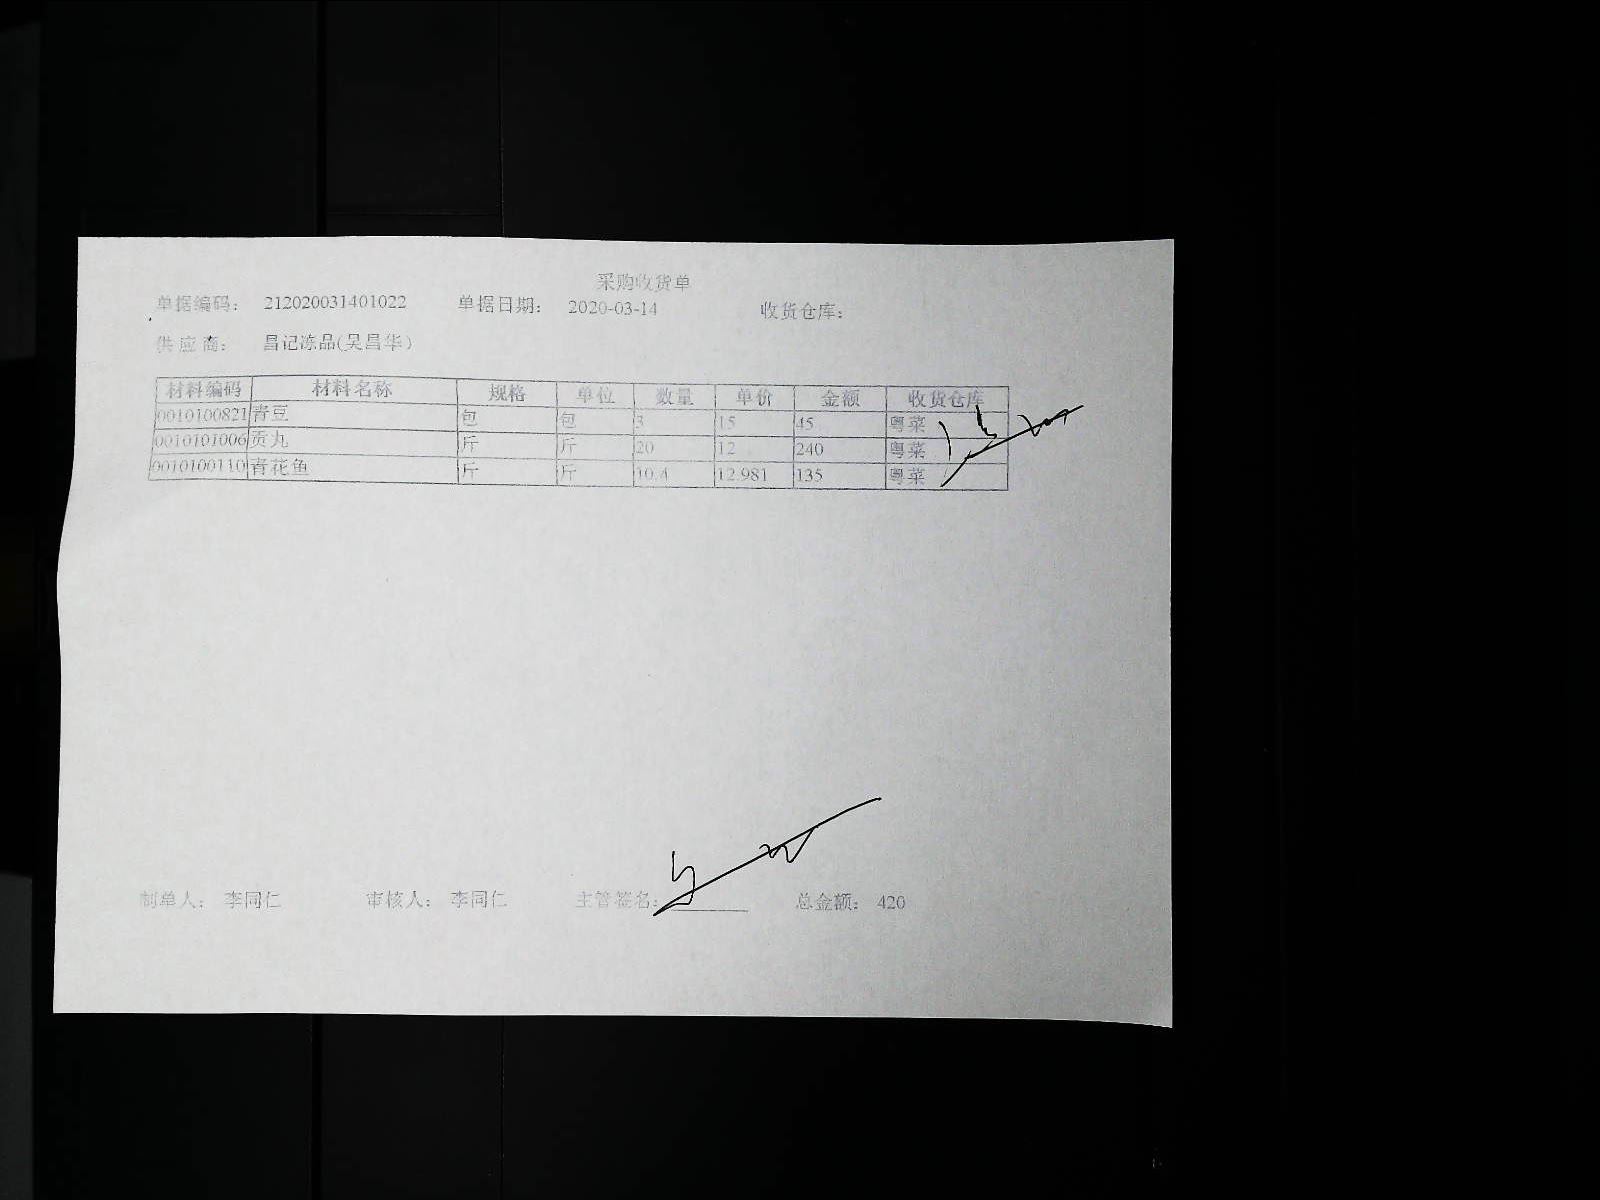 采购收货单
单据编码： 212020031401022 单据日期： 2020-03-14 收货仓库：
供 应 商： 昌记冻品(吴昌华)
材料编码 材料名称 规格 单位 数量 单价 金额 收货仓库
0010100821 青豆 包 包 3 15 45 粤菜
0010101006 贡丸 斤 斤 20 12 240 粤菜
0010100110 青花鱼 斤 斤 10.4 12.981 135 粤菜
制单人： 李同仁 审核人： 李同仁 主管签名： 总金额： 420